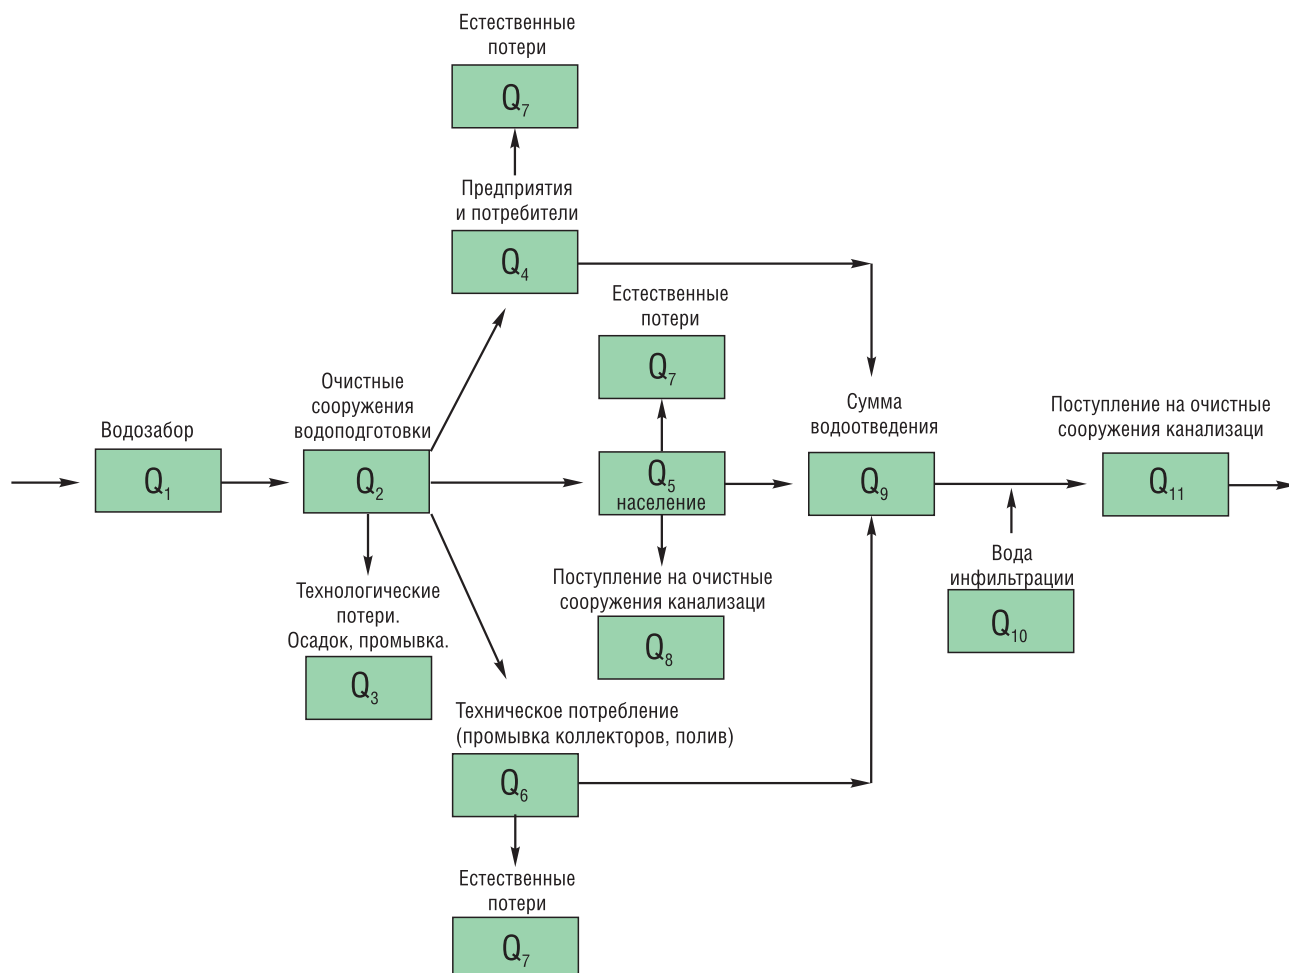 Естественные
потери
Q7
Предприятия
и потребители
Q4
Естественные
потери
Q7
Очистные
сооружения
водоподготовки
Водозабор
Q1
Q2
Q5
население
Сумма
водоотведения
Q9
Поступление на очистные
сооружения канализаци
Q11
Технологические
потери.
Осадок, промывка.
Q3
Поступление на очистные
сооружения канализаци
Q8
Вода
инфильтрации
Q10
Техническое потребление
(промывка коллекторов, полив)
Q6
Естественные
потери
Q7